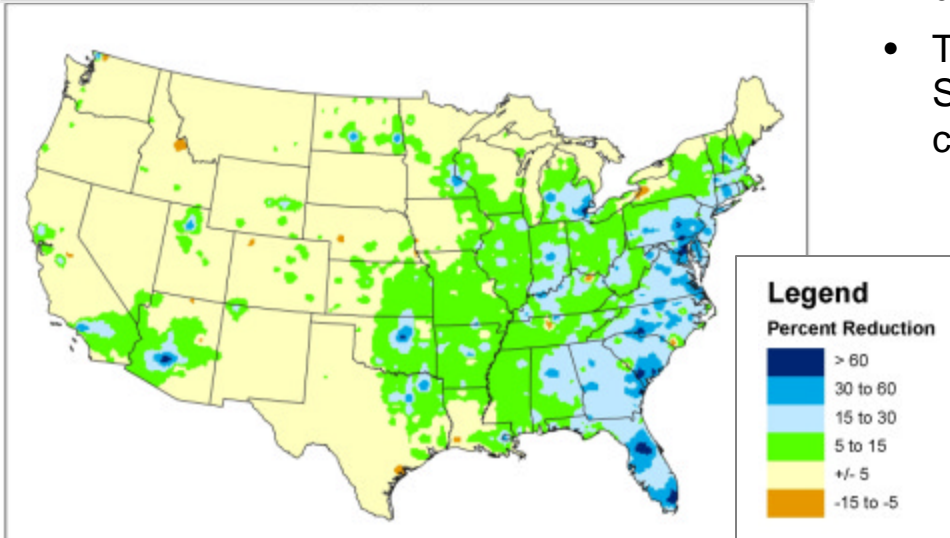 • T
S
c
Legend
Percent Reduction
> 60
30 to 60
15 to 30
5 to 15
+/- 5
-15 to -5